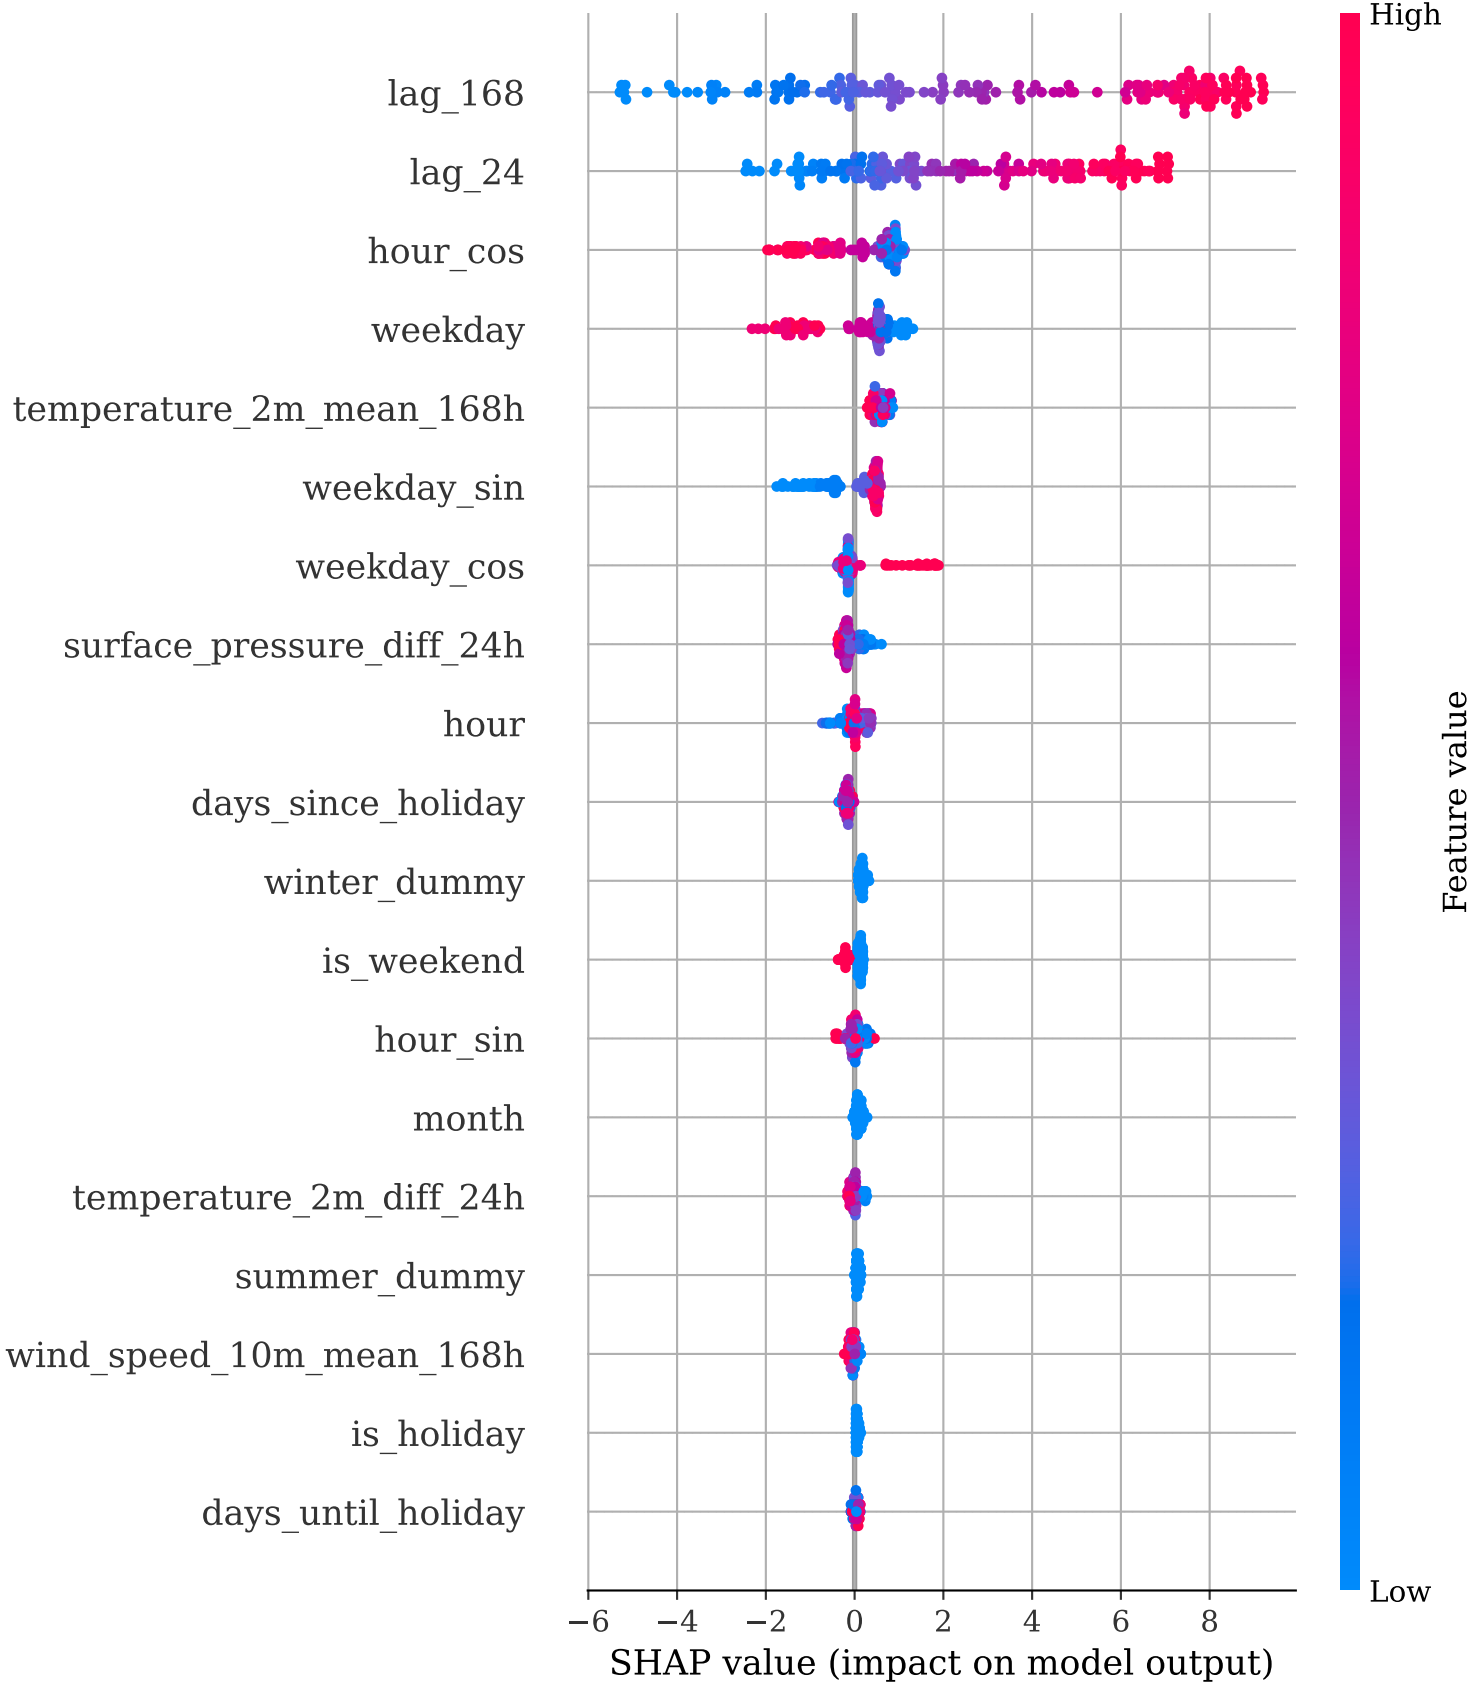 High
lag_168
lag_24
hour_cos
weekday
temperature_2m_mean_168h
weekday_sin
weekday_cos
surface_pressure_diff_24h
hour
days_since_holiday
winter_dummy
is_weekend
hour_sin
month
temperature_2m_diff_24h
summer_dummy
wind_speed_10m_mean_168h
is_holiday
days_until_holiday
Feature value
Low
−6 −4 −2 0 2 4 6 8
SHAP value (impact on model output)